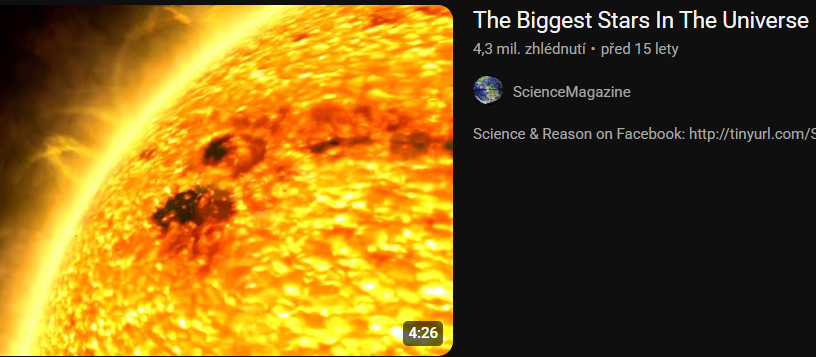 The Biggest Stars In The Universe
4,3 mil. zhlédnutí • před 15 lety
ScienceMagazine
Science & Reason on Facebook: http://tinyurl.com/S
4:26